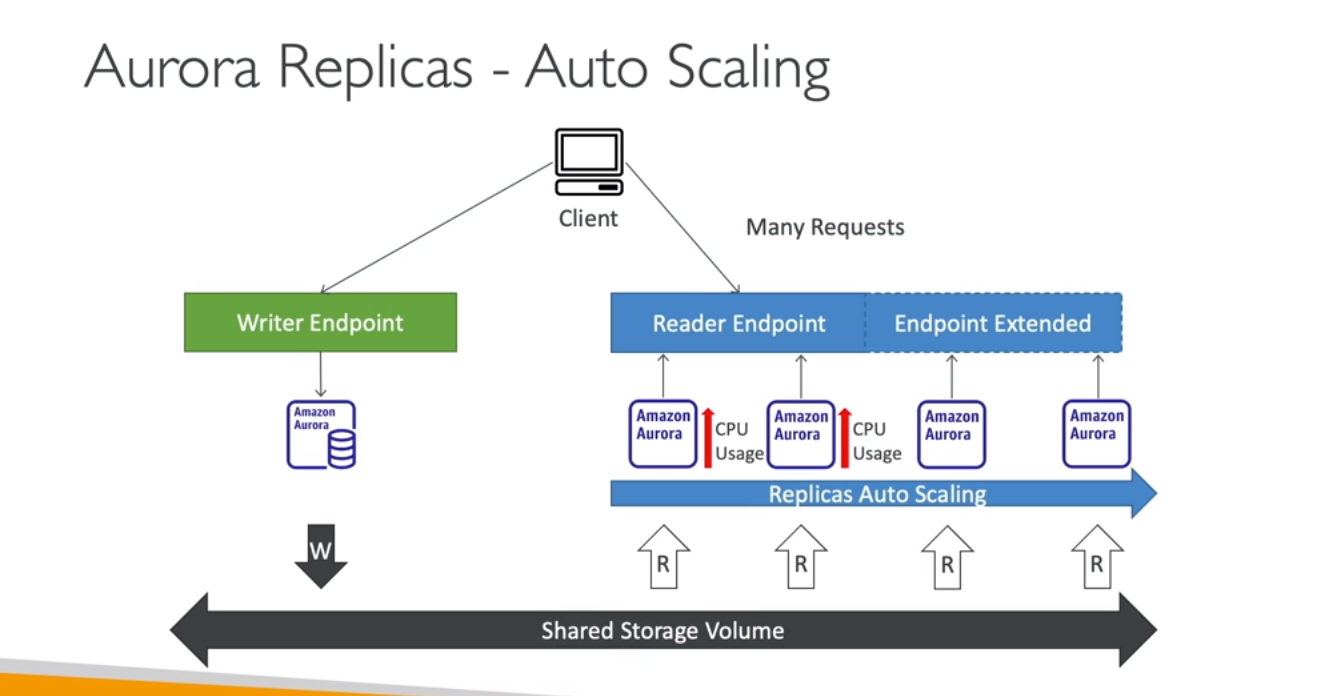 Aurora Replicas - Auto Scaling
Client
Many Requests
Writer Endpoint
Reader Endpoint
Endpoint Extended
Amazon
Aurora
Amazon
Aurora
CPU
Usage
Amazon
Aurora
CPU
Usage
Amazon
Aurora
Amazon
Aurora
Replicas Auto Scaling
W
R
R
R
R
Shared Storage Volume